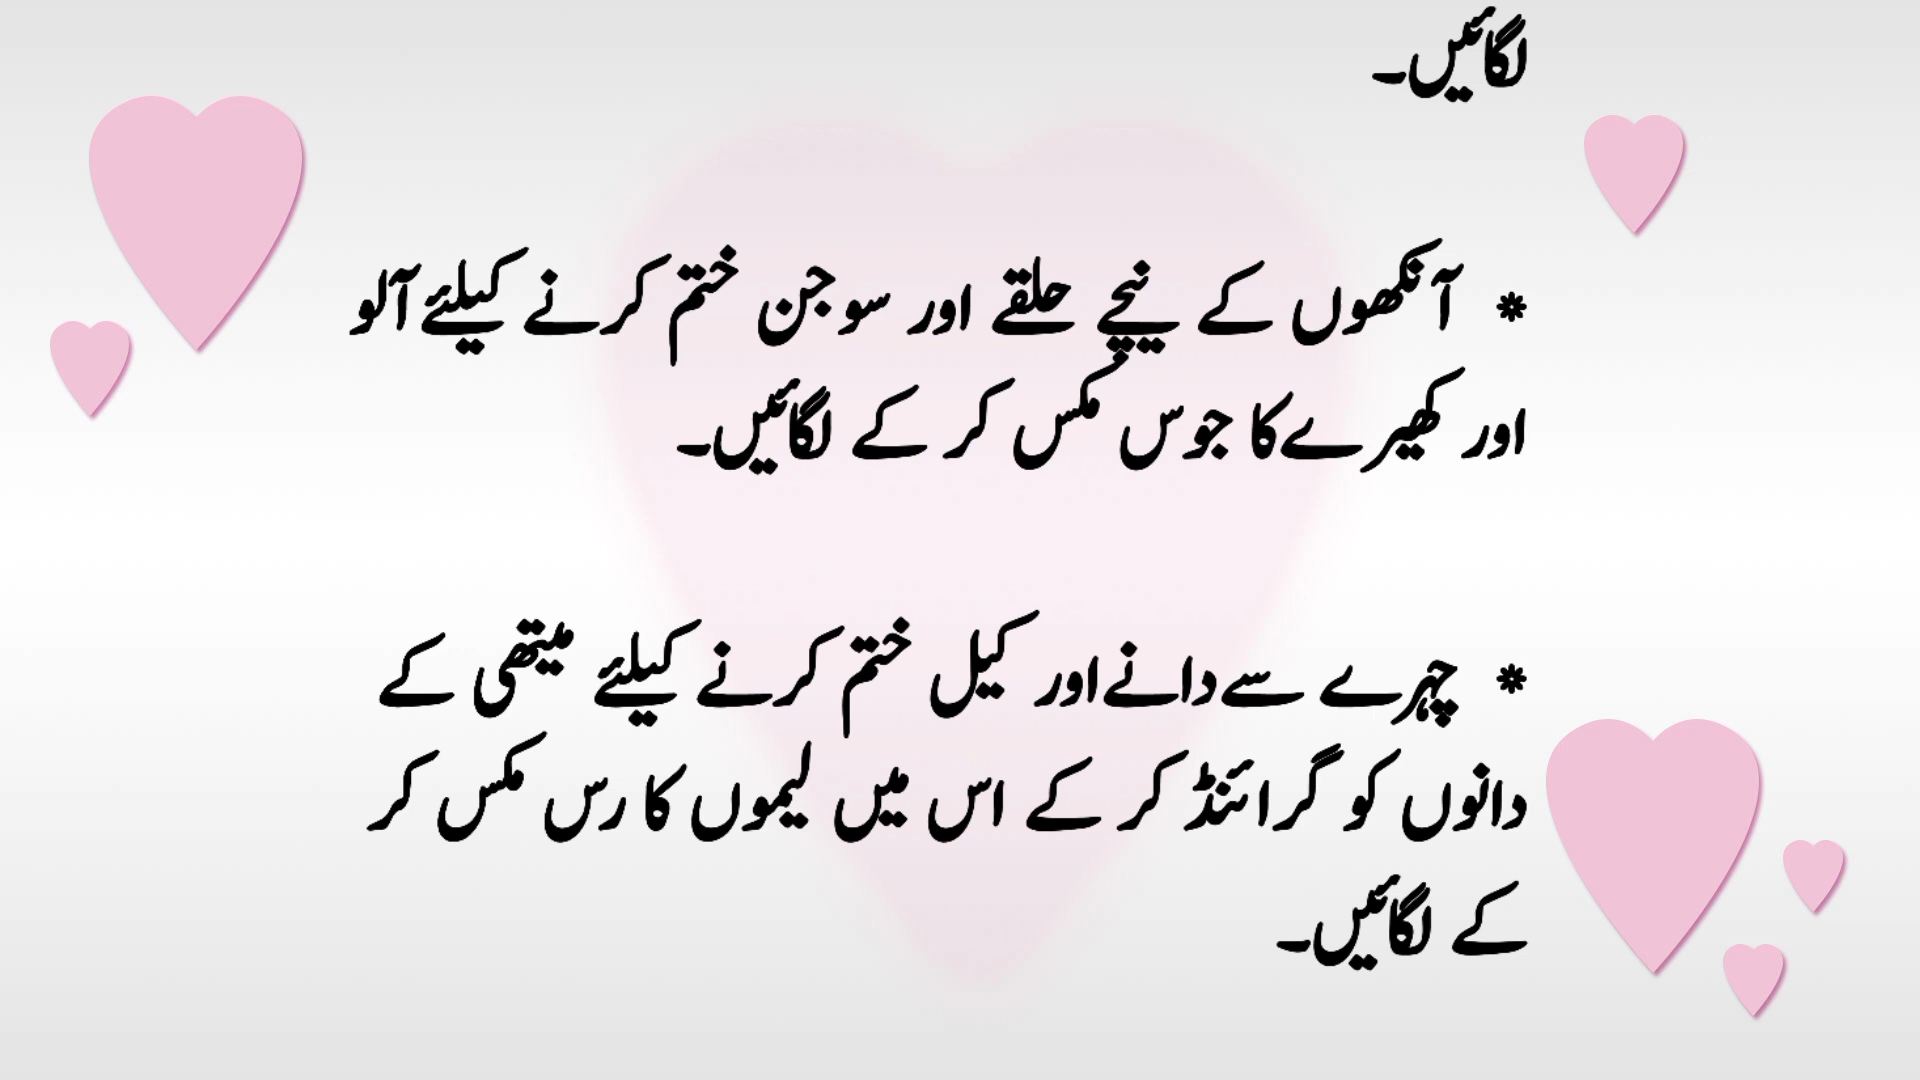 لگائیں۔
* آنکھوں کے نیچے حلقے اور سوجن ختم کرنے کیلئے آلو
اور کھیرے کا جوس مکس کر کے لگائیں۔
* چہرے سے دانے اور کیل ختم کرنے کیلئے میتھی کے
دانوں کو گرائنڈ کر کے اس میں لیموں کا رس مکس کر
کے لگائیں۔